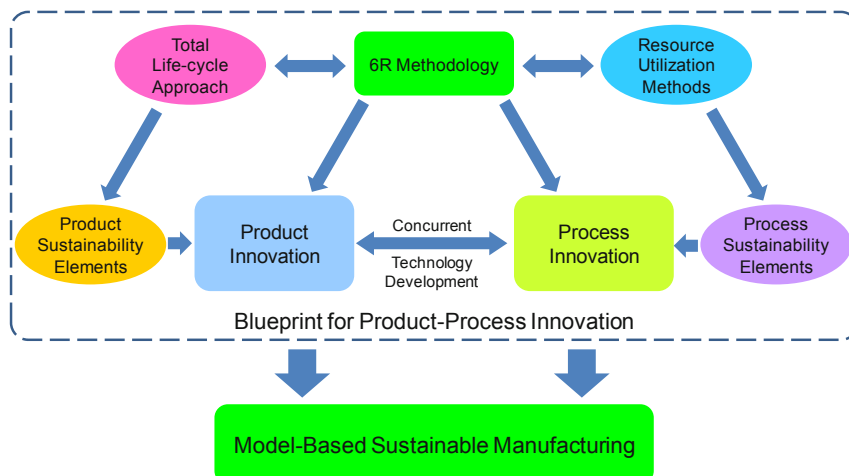 Total
Life-cycle
Approach
6R Methodology
Resource
Utilization
Methods
Product
Sustainability
Elements
Product
Innovation
Concurrent
Technology
Development
Process
Innovation
Process
Sustainability
Elements
Blueprint for Product-Process Innovation
Model-Based Sustainable Manufacturing